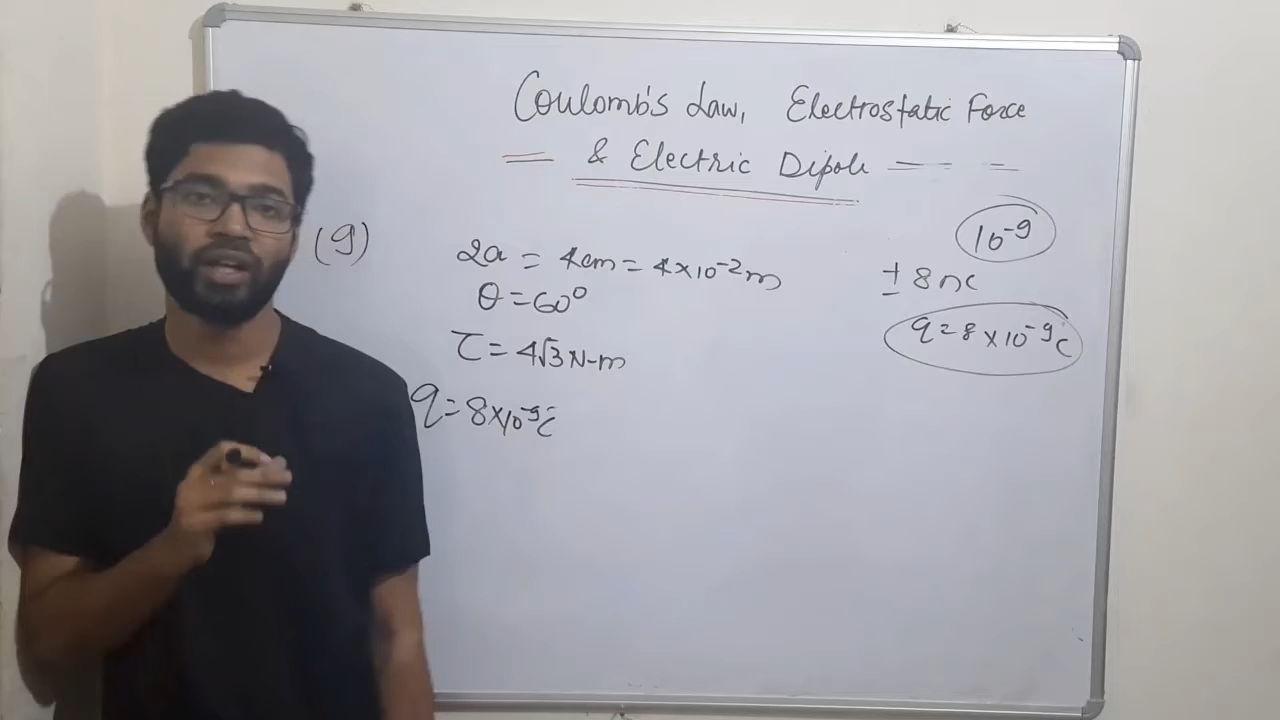 Coulomb's Law, Electrostatic Force
& Electric Dipole
(9)
2a = 4cm = 4×10⁻²m
θ = 60°
τ = 4√3 N-m
q = 8×10⁻⁹C
10⁻⁹
± 8nC
q = 8×10⁻⁹C